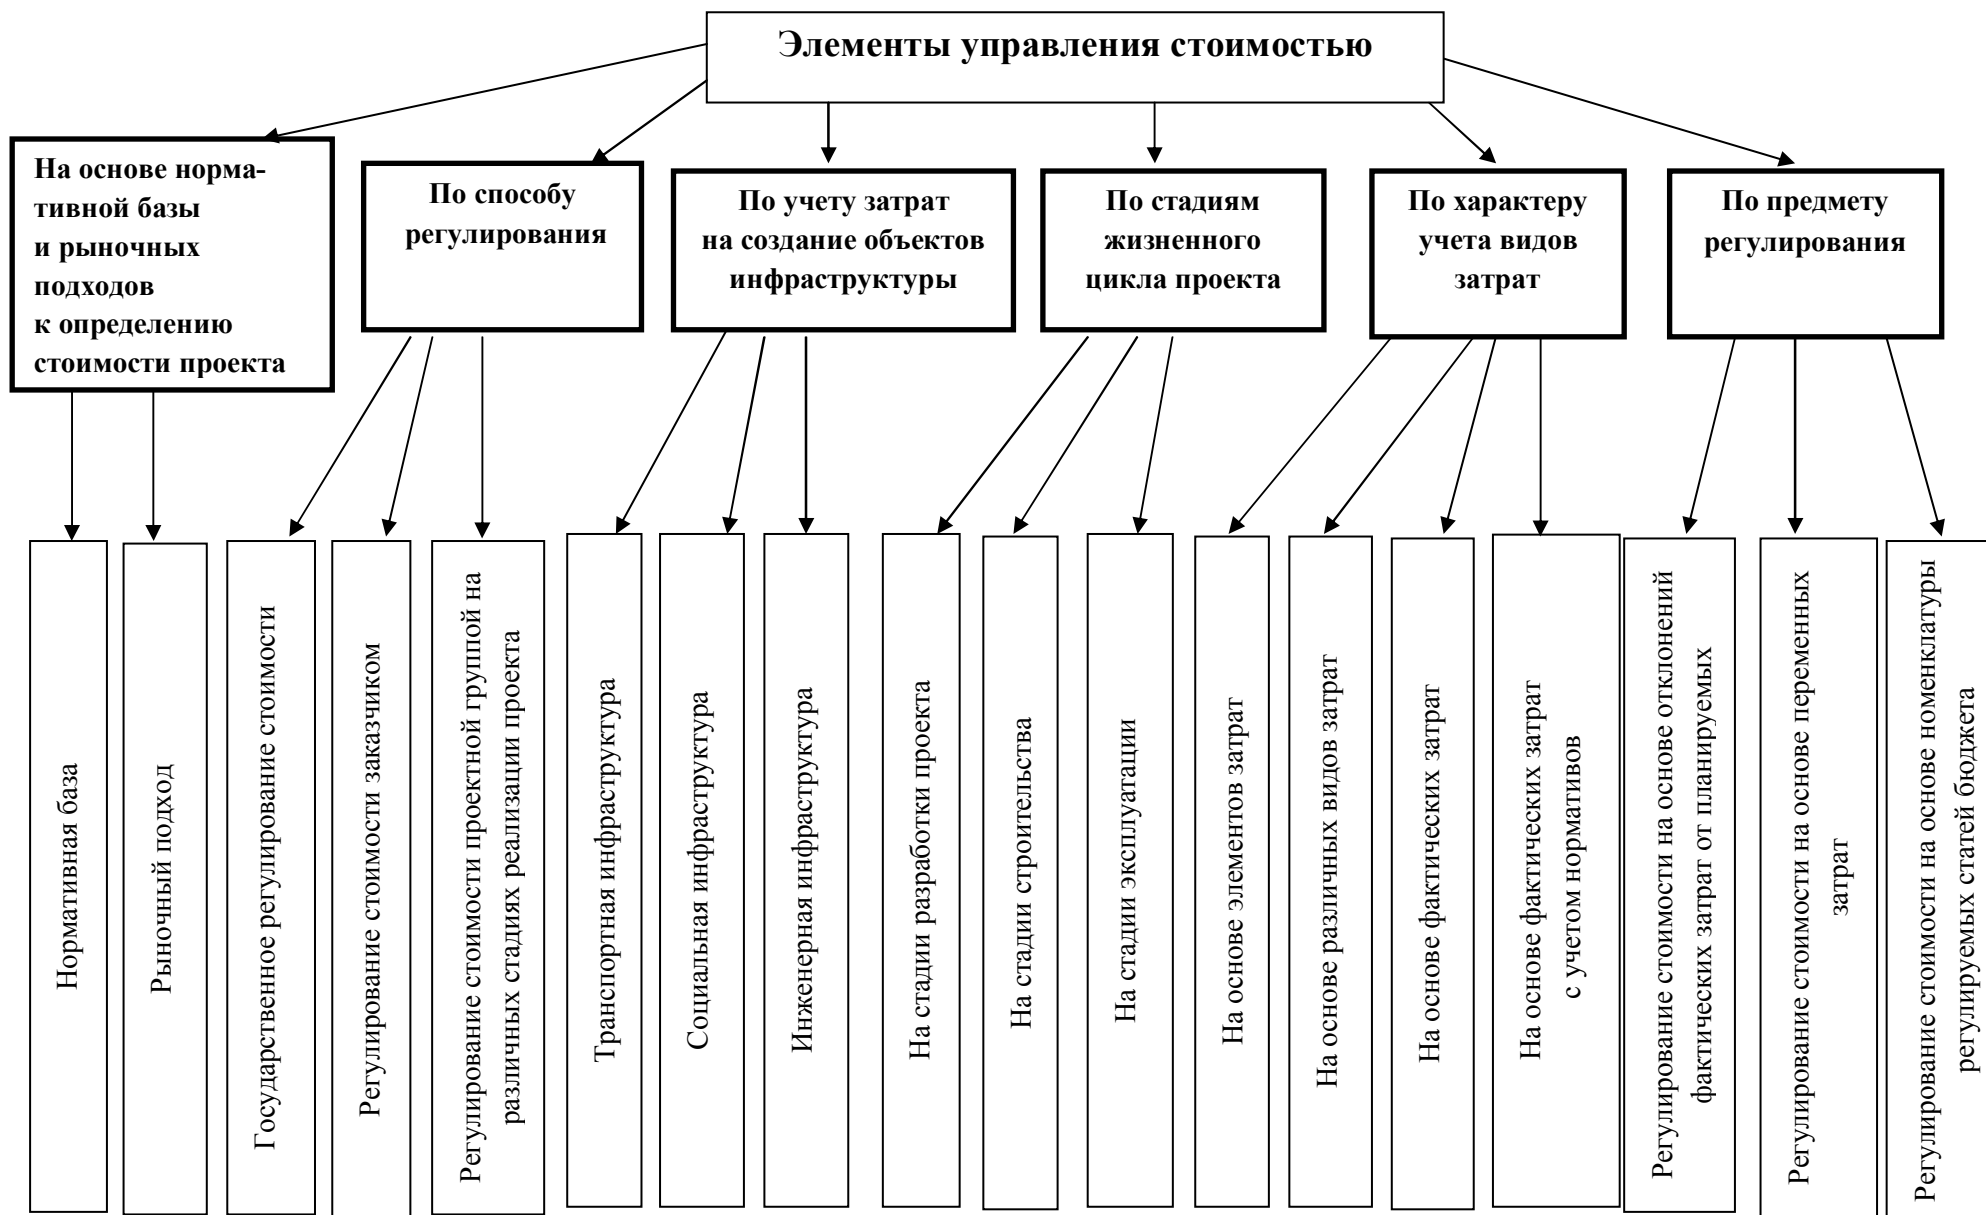 Элементы управления стоимостью
На основе норма-
тивной базы
и рыночных
подходов
к определению
стоимости проекта
По способу
регулирования
По учету затрат
на создание объектов
инфраструктуры
По стадиям
жизненного
цикла проекта
По характеру
учета видов
затрат
По предмету
регулирования
Нормативная база
Рыночный подход
Государственное регулирование стоимости
Регулирование стоимости заказчиком
Регулирование стоимости проектной группой на
различных стадиях реализации проекта
Транспортная инфраструктура
Социальная инфраструктура
Инженерная инфраструктура
На стадии разработки проекта
На стадии строительства
На стадии эксплуатации
На основе элементов затрат
На основе различных видов затрат
На основе фактических затрат
На основе фактических затрат
с учетом нормативов
Регулирование стоимости на основе отклонений
фактических затрат от планируемых
Регулирование стоимости на основе переменных
затрат
Регулирование стоимости на основе номенклатуры
регулируемых статей бюджета